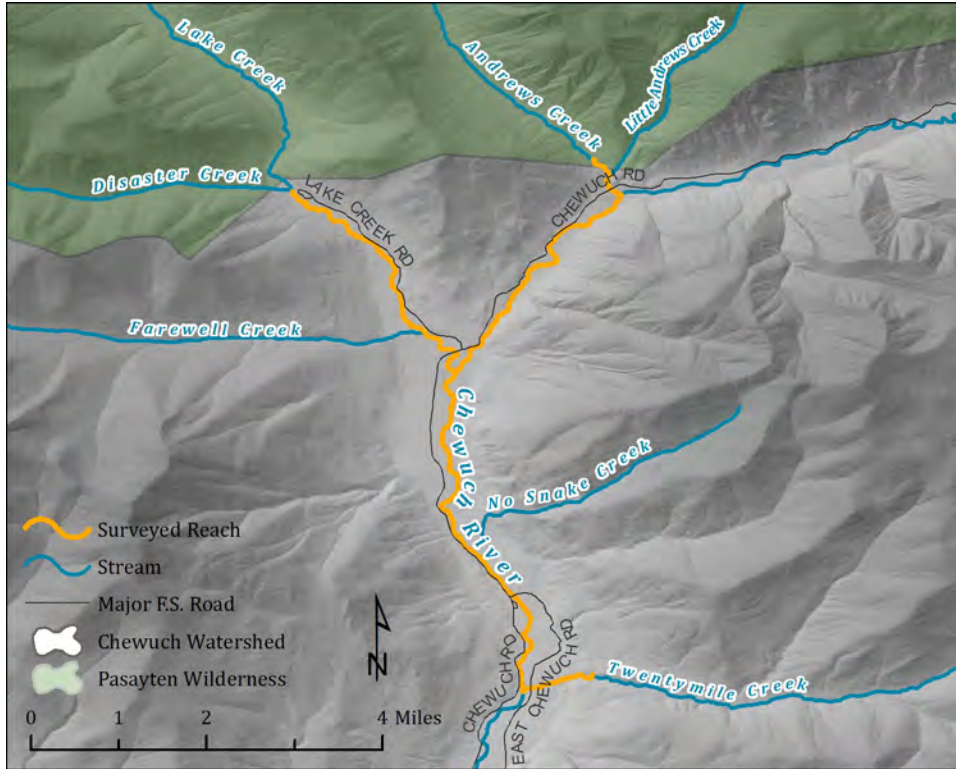 Lake Creek
Andrews Creek
Little Andrews Creek
Disaster Creek
LAKE CREEK RD
CHEWUCH RD
Farewell Creek
Chewuch River
No Snake Creek
Surveyed Reach
Stream
Major F.S. Road
Chewuch Watershed
Pasayten Wilderness
N
CHEWUCH RD
EAST CHEWUCH RD
Twentymile Creek
0 1 2 4 Miles